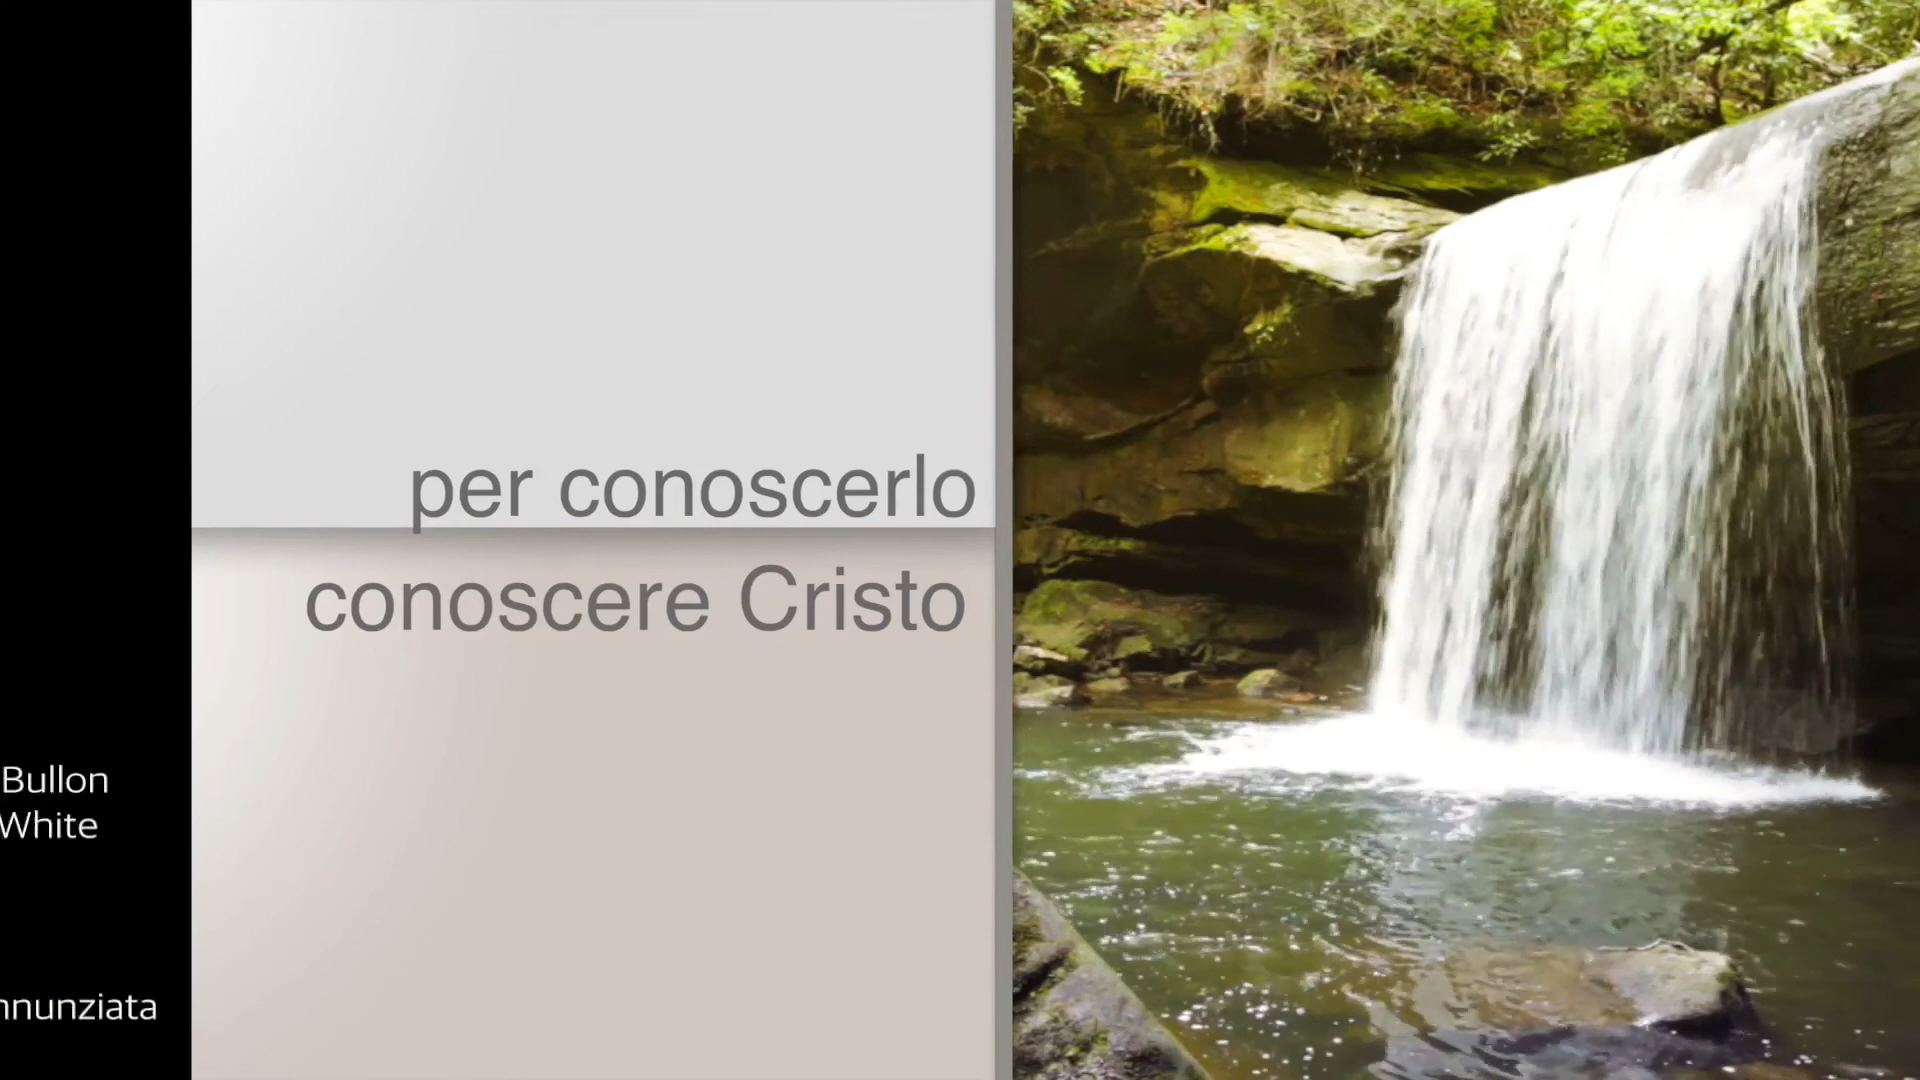 per conoscerlo
conoscere Cristo
Bullon
White
nnunziata